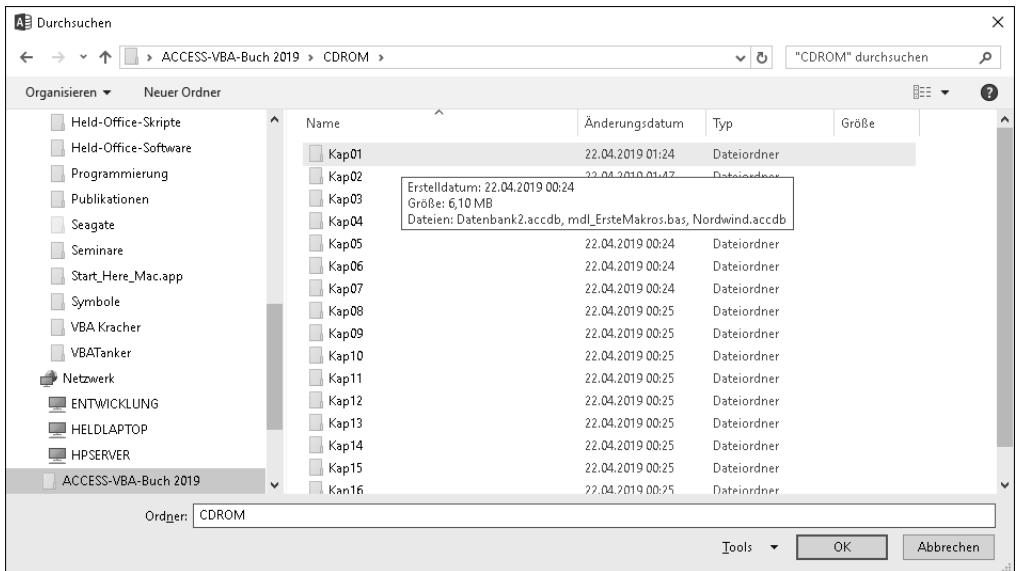 Durchsuchen
ACCESS-VBA-Buch 2019 › CDROM ›
"CDROM" durchsuchen
Organisieren Neuer Ordner
Held-Office-Skripte
Held-Office-Software
Programmierung
Publikationen
Seagate
Seminare
Start_Here_Mac.app
Symbole
VBA Kracher
VBATanker
Netzwerk
ENTWICKLUNG
HELDLAPTOP
HPSERVER
ACCESS-VBA-Buch 2019
Name Änderungsdatum Typ Größe
Kap01 22.04.2019 01:24 Dateiordner
Kap02 22.04.2019 01:47 Dateiordner
Kap03
Kap04
Erstelldatum: 22.04.2019 00:24
Größe: 6,10 MB
Dateien: Datenbank2.accdb, mdl_ErsteMakros.bas, Nordwind.accdb
Kap05 22.04.2019 00:24 Dateiordner
Kap06 22.04.2019 00:24 Dateiordner
Kap07 22.04.2019 00:24 Dateiordner
Kap08 22.04.2019 00:25 Dateiordner
Kap09 22.04.2019 00:25 Dateiordner
Kap10 22.04.2019 00:25 Dateiordner
Kap11 22.04.2019 00:25 Dateiordner
Kap12 22.04.2019 00:25 Dateiordner
Kap13 22.04.2019 00:25 Dateiordner
Kap14 22.04.2019 00:25 Dateiordner
Kap15 22.04.2019 00:25 Dateiordner
Kap16 22.04.2019 00:25 Dateiordner
Ordner: CDROM
Tools OK Abbrechen